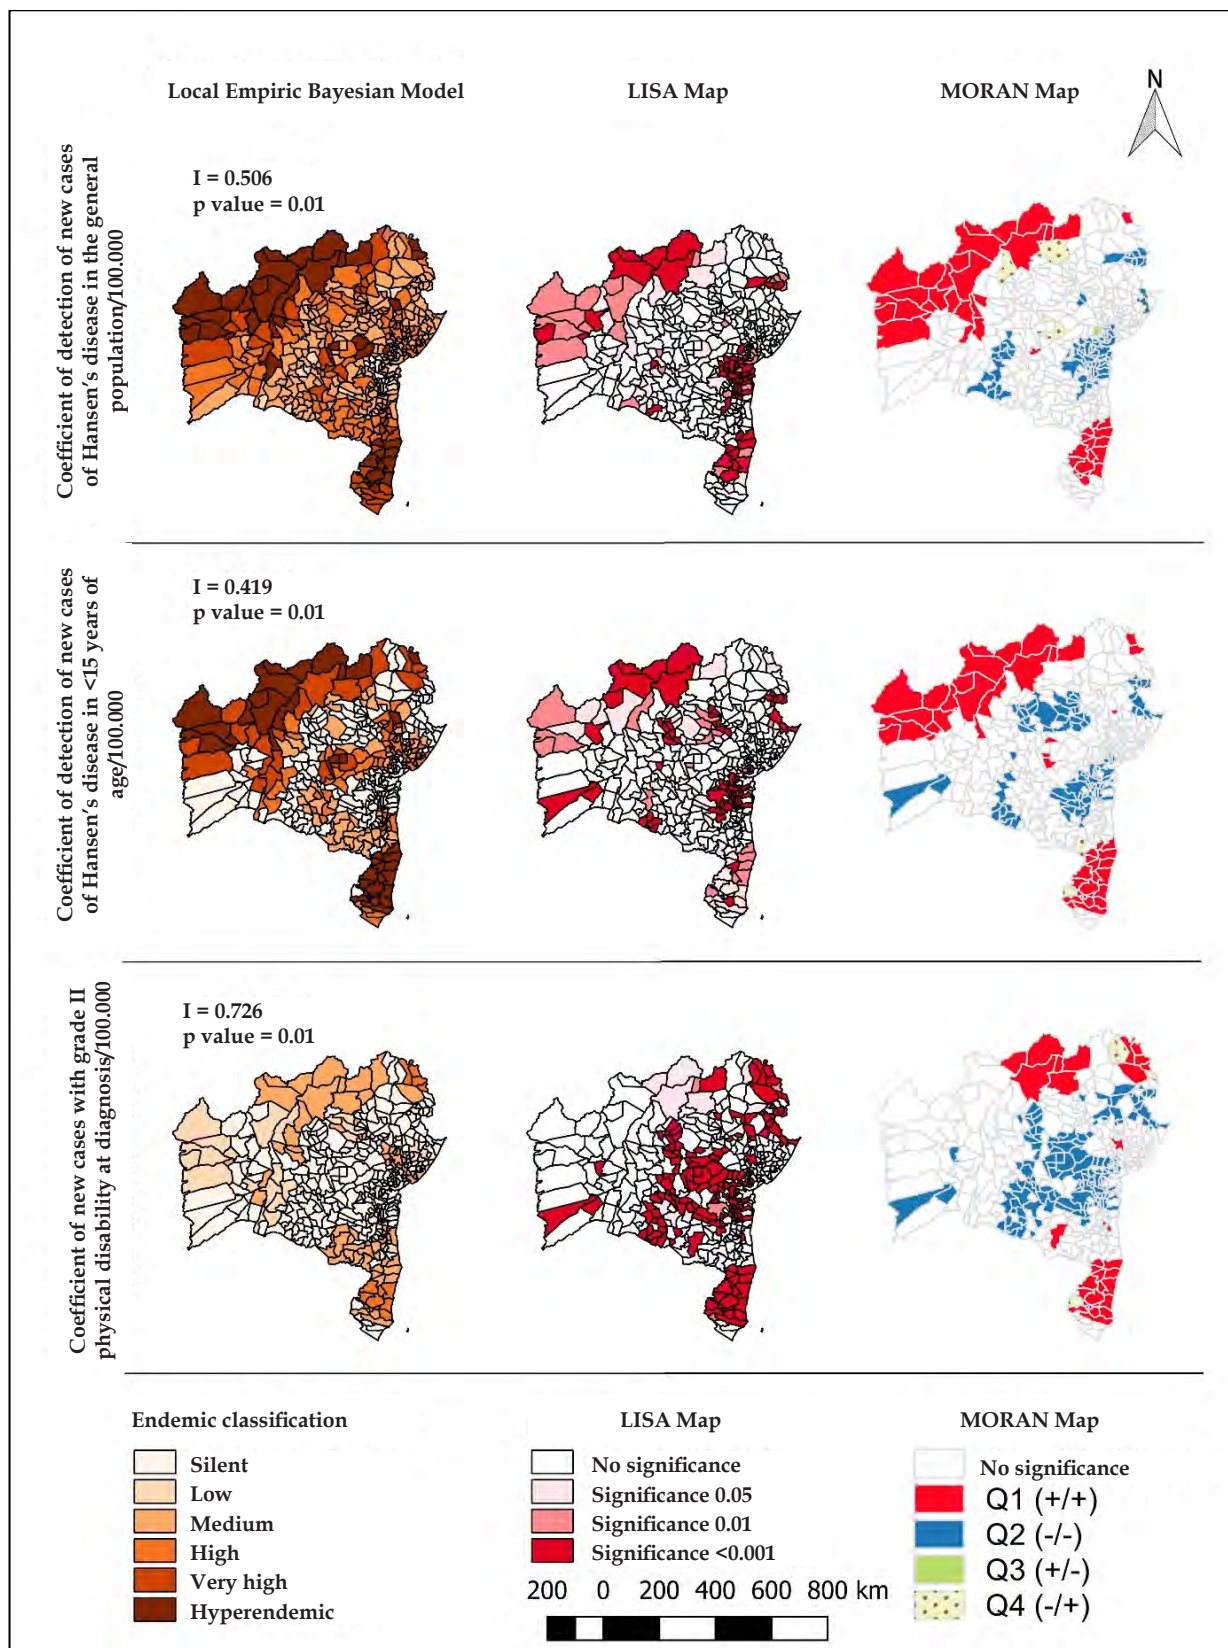 Local Empiric Bayesian Model
LISA Map
MORAN Map
N
Coefficient of detection of new cases
of Hansen's disease in the general
population/100.000
I = 0.506
p value = 0.01
Coefficient of detection of new cases
of Hansen's disease in <15 years of
age/100.000
I = 0.419
p value = 0.01
Coefficient of new cases with grade II
physical disability at diagnosis/100.000
I = 0.726
p value = 0.01
Endemic classification
Silent
Low
Medium
High
Very high
Hyperendemic
LISA Map
No significance
Significance 0.05
Significance 0.01
Significance <0.001
200 0 200 400 600 800 km
MORAN Map
No significance
Q1 (+/+)
Q2 (-/-)
Q3 (+/-)
Q4 (-/+)